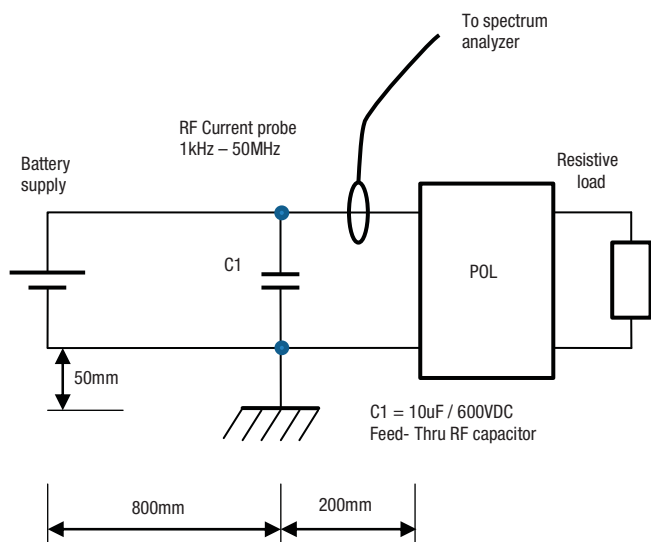 To spectrum
analyzer
RF Current probe
1kHz – 50MHz
Battery
supply
Resistive
load
C1
POL
50mm
C1 = 10uF / 600VDC
Feed- Thru RF capacitor
800mm
200mm